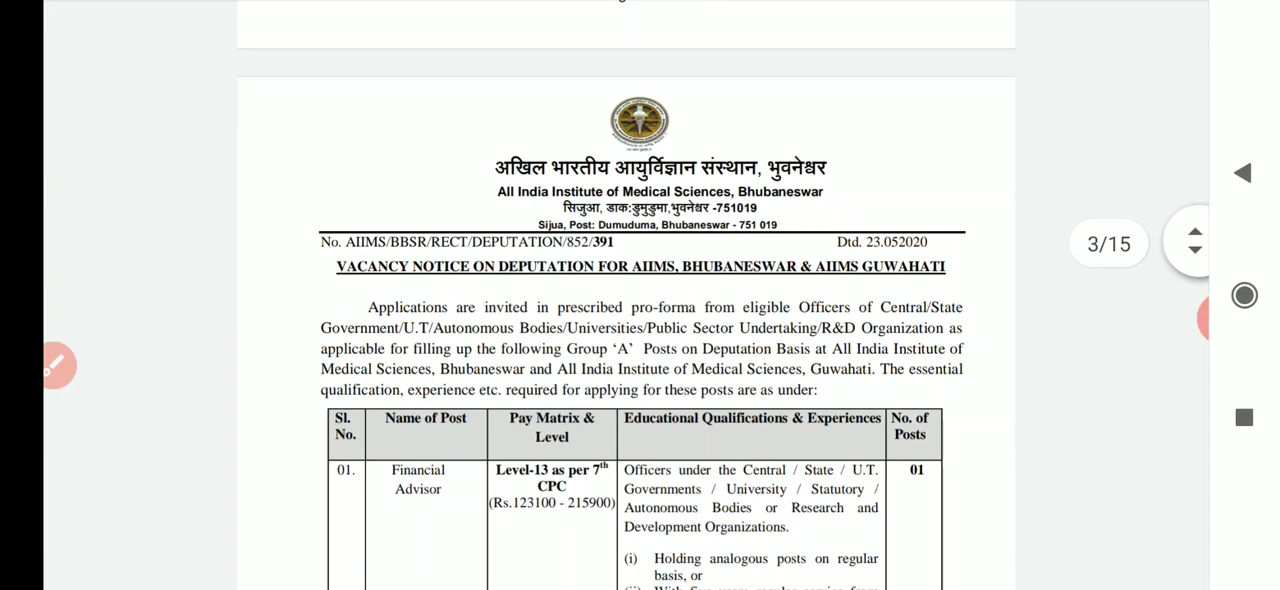 अखिल भारतीय आयुर्विज्ञान संस्थान, भुवनेश्वर
All India Institute of Medical Sciences, Bhubaneswar
सिजुआ, डाक:डुमुडुमा,भुवनेश्वर -751019
Sijua, Post: Dumuduma, Bhubaneswar - 751 019
No. AIIMS/BBSR/RECT/DEPUTATION/852/391 Dtd. 23.052020
3/15
VACANCY NOTICE ON DEPUTATION FOR AIIMS, BHUBANESWAR & AIIMS GUWAHATI
Applications are invited in prescribed pro-forma from eligible Officers of Central/State
Government/U.T/Autonomous Bodies/Universities/Public Sector Undertaking/R&D Organization as
applicable for filling up the following Group ‘A’ Posts on Deputation Basis at All India Institute of
Medical Sciences, Bhubaneswar and All India Institute of Medical Sciences, Guwahati. The essential
qualification, experience etc. required for applying for these posts are as under:
Sl. No.
Name of Post
Pay Matrix & Level
Educational Qualifications & Experiences
No. of Posts
01.
Financial
Advisor
Level-13 as per 7th
CPC
(Rs.123100 - 215900)
Officers under the Central / State / U.T.
Governments / University / Statutory /
Autonomous Bodies or Research and
Development Organizations.
(i) Holding analogous posts on regular
basis, or
01